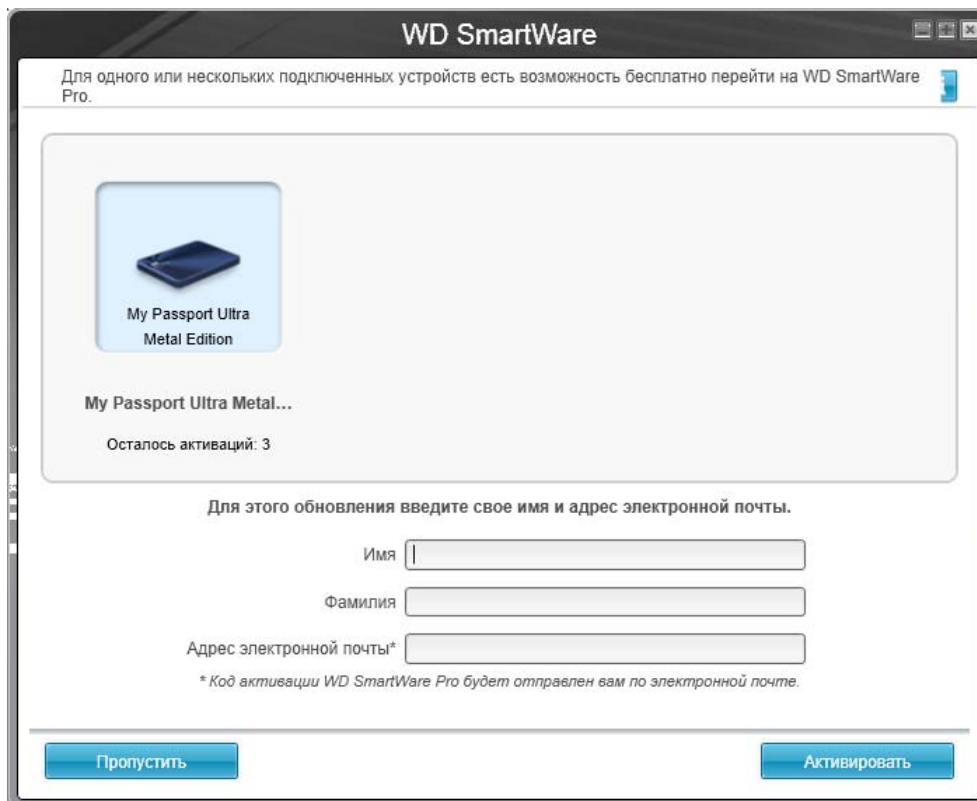 WD SmartWare
Для одного или нескольких подключенных устройств есть возможность бесплатно перейти на WD SmartWare
Pro.
My Passport Ultra
Metal Edition
My Passport Ultra Metal...
Осталось активаций: 3
Для этого обновления введите свое имя и адрес электронной почты.
Имя
Фамилия
Адрес электронной почты*
* Код активации WD SmartWare Pro будет отправлен вам по электронной почте.
Пропустить
Активировать